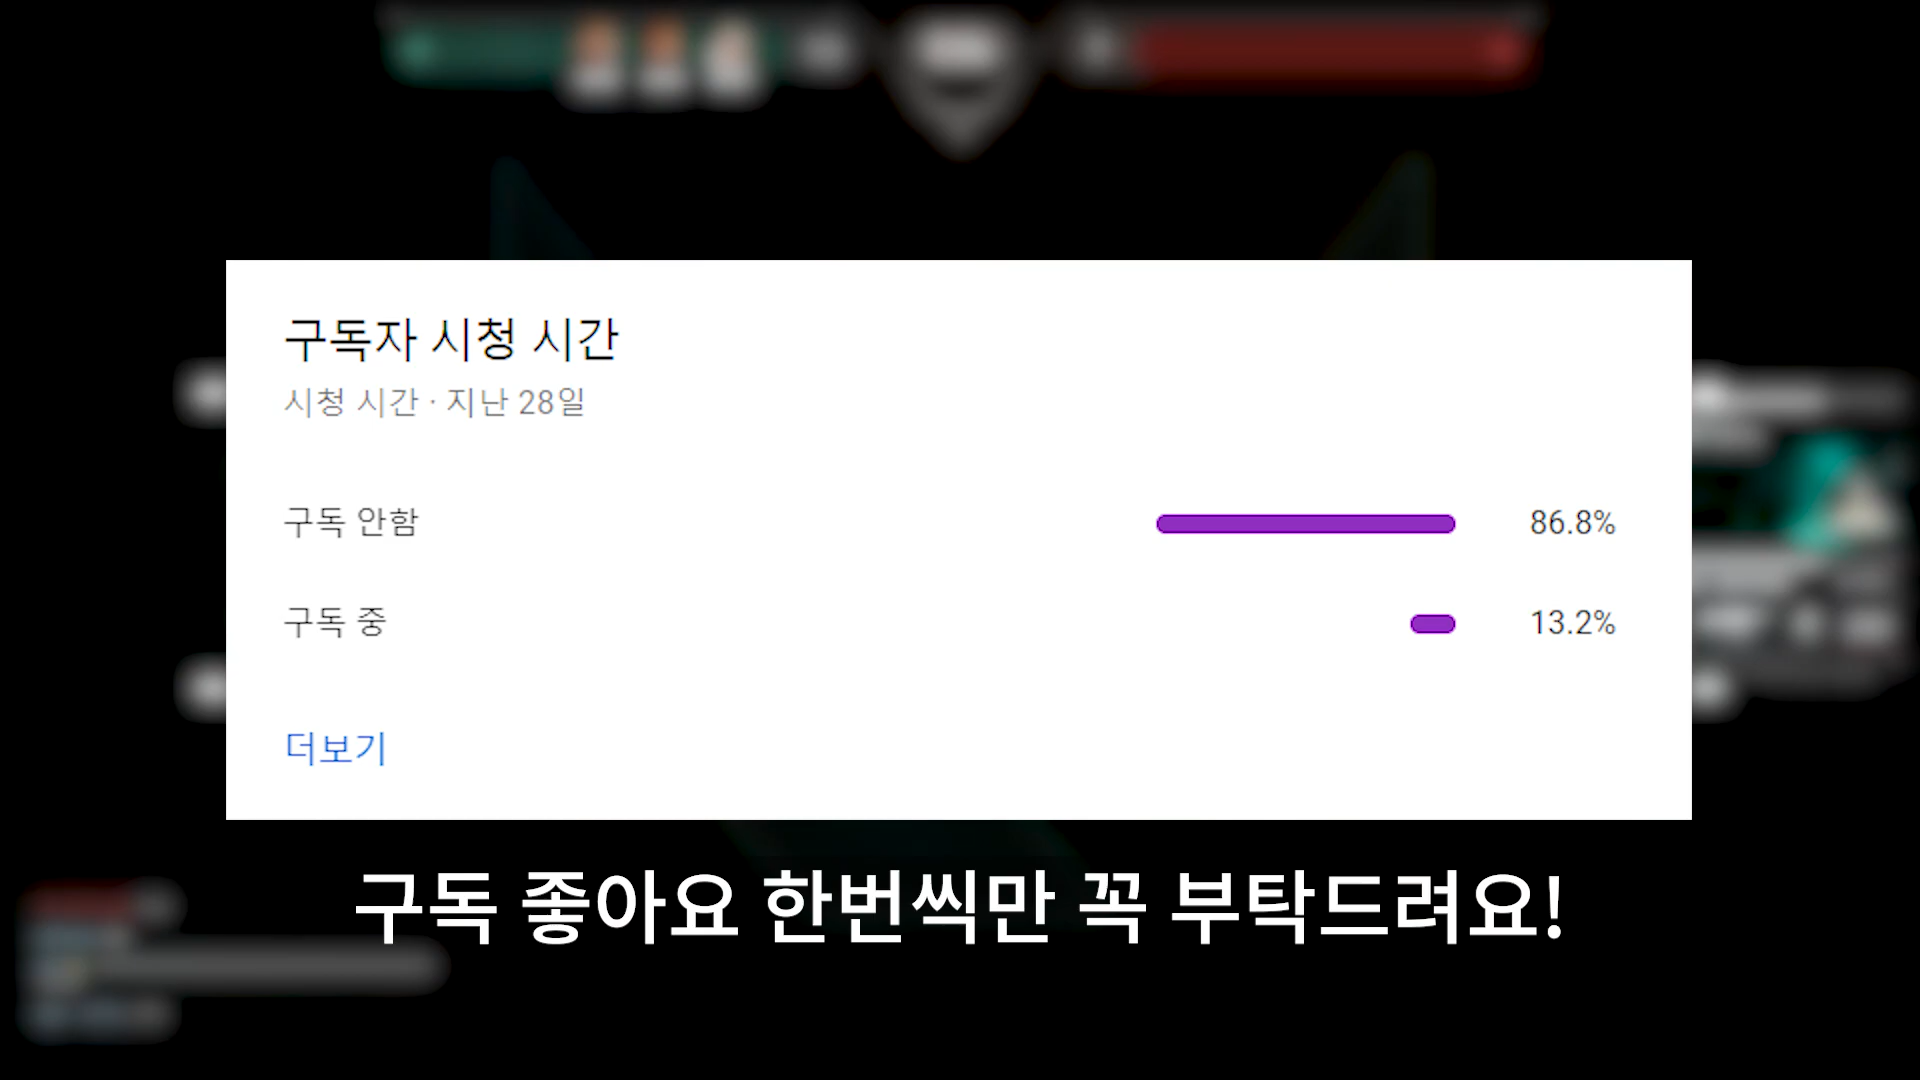 구독자 시청 시간
시청 시간 · 지난 28일
구독 안함 86.8%
구독 중 13.2%
더보기
구독 좋아요 한번씩만 꼭 부탁드려요!